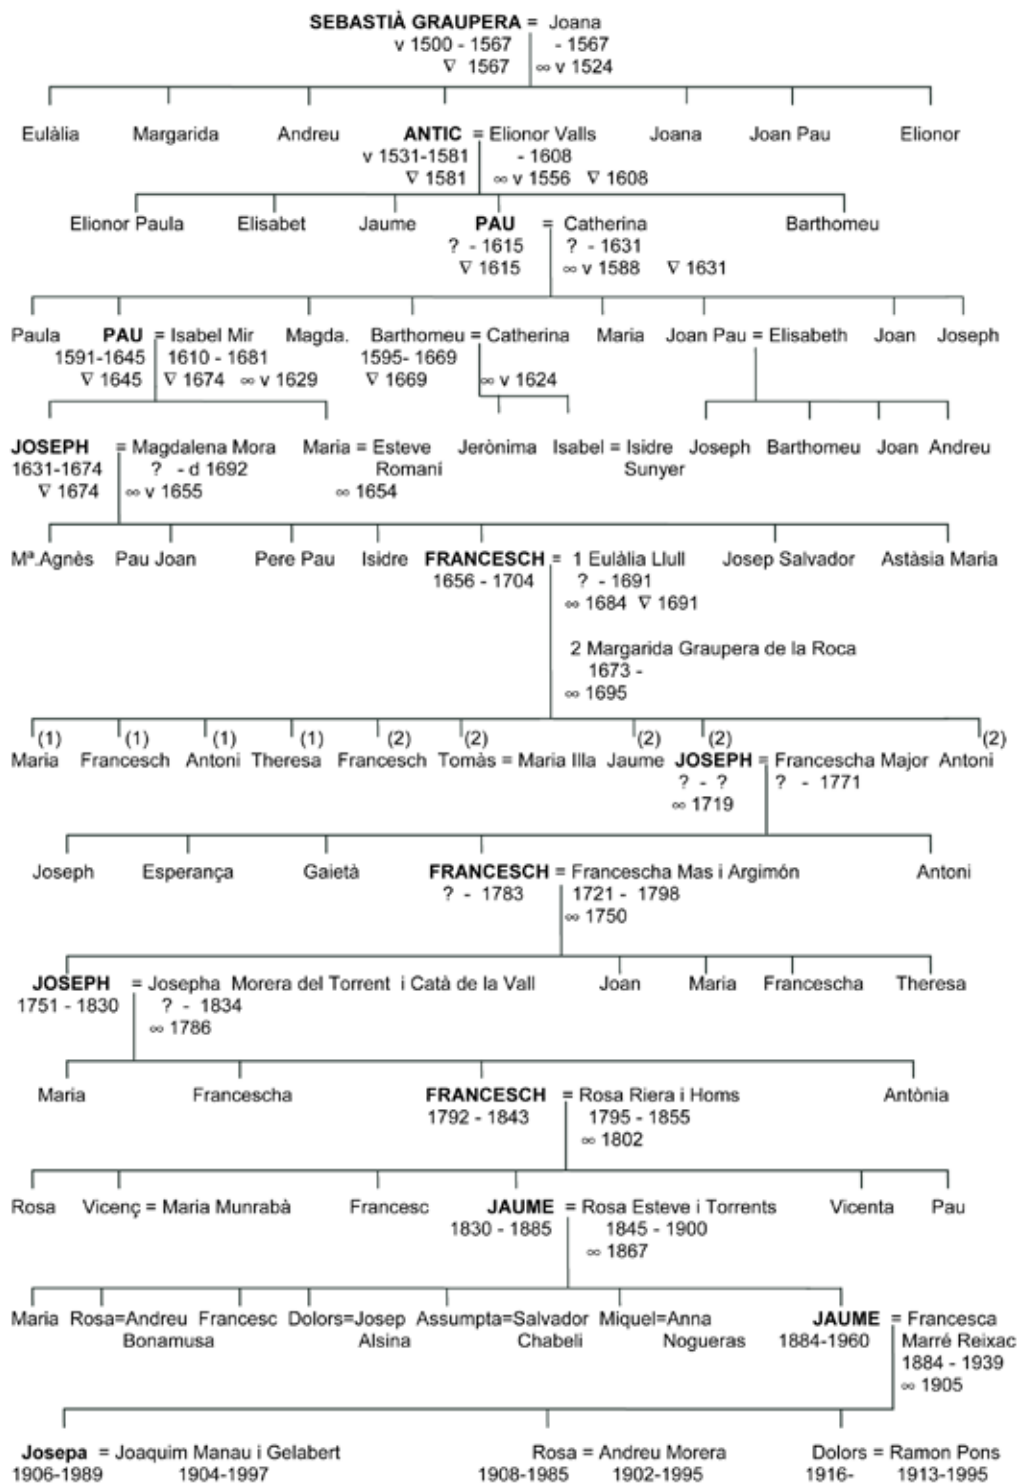 SEBASTIÀ GRAUPERA = Joana
v 1500 - 1567 - 1567
∇ 1567 ∞ v 1524
Eulàlia Margarida Andreu ANTIC = Elionor Valls Joana Joan Pau Elionor
v 1531-1581 - 1608
∇ 1581 ∞ v 1556 ∇ 1608
Elionor Paula Elisabet Jaume PAU = Catherina Barthomeu
? - 1615 ? - 1631
∇ 1615 ∞ v 1588 ∇ 1631
Paula PAU = Isabel Mir Magda. Barthomeu = Catherina Maria Joan Pau = Elisabeth Joan Joseph
1591-1645 1610 - 1681 1595- 1669
∇ 1645 ∇ 1674 ∞ v 1629 ∇ 1669 ∞ v 1624
JOSEPH = Magdalena Mora Maria = Esteve Jerònima Isabel = Isidre Joseph Barthomeu Joan Andreu
1631-1674 ? - d 1692 Romaní Sunyer
∇ 1674 ∞ v 1655 ∞ 1654
Mª.Agnès Pau Joan Pere Pau Isidre FRANCESCH = 1 Eulàlia Llull Josep Salvador Astàsia Maria
1656 - 1704 ? - 1691
∞ 1684 ∇ 1691
2 Margarida Graupera de la Roca
1673 -
∞ 1695
(1) (1) (1) (1) (2) (2) (2) (2) (2)
Maria Francesch Antoni Theresa Francesch Tomàs = Maria Illa Jaume JOSEPH = Francescha Major Antoni
? - ? ? - 1771
∞ 1719
Joseph Esperança Gaietà FRANCESCH = Francescha Mas i Argimón Antoni
? - 1783 1721 - 1798
∞ 1750
JOSEPH = Josepha Morera del Torrent i Catà de la Vall Joan Maria Francescha Theresa
1751 - 1830 ? - 1834
∞ 1786
Maria Francescha FRANCESCH = Rosa Riera i Homs Antònia
1792 - 1843 1795 - 1855
∞ 1802
Rosa Vicenç = Maria Munrabà Francesc JAUME = Rosa Esteve i Torrents Vicenta Pau
1830 - 1885 1845 - 1900
∞ 1867
Maria Rosa=Andreu Francesc Dolors=Josep Assumpta=Salvador Miquel=Anna JAUME = Francesca
Bonamusa Alsina Chabeli Nogueras 1884-1960 Marré Reixac
1884 - 1939
∞ 1905
Josepa = Joaquim Manau i Gelabert Rosa = Andreu Morera Dolors = Ramon Pons
1906-1989 1904-1997 1908-1985 1902-1995 1916- 1913-1995